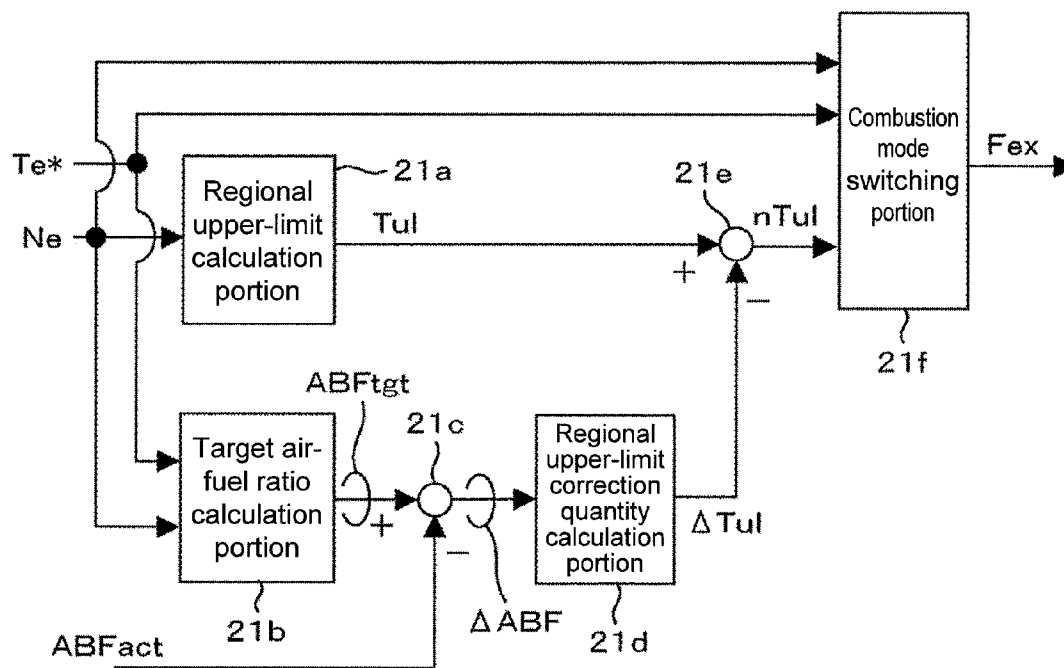 Te*
Ne
Regional
upper-limit
calculation
portion
21a
Tul
+
21e
−
nTul
Combustion
mode
switching
portion
21f
Fex
Target air-
fuel ratio
calculation
portion
21b
ABFtgt
+
21c
−
ABFact
ΔABF
Regional
upper-limit
correction
quantity
calculation
portion
21d
ΔTul